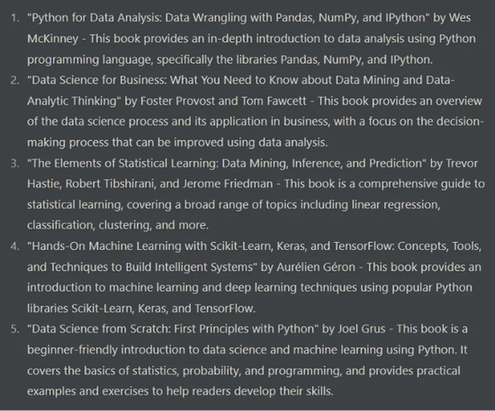 1. "Python for Data Analysis: Data Wrangling with Pandas, NumPy, and IPython" by Wes
McKinney - This book provides an in-depth introduction to data analysis using Python
programming language, specifically the libraries Pandas, NumPy, and IPython.
2. "Data Science for Business: What You Need to Know about Data Mining and Data-
Analytic Thinking" by Foster Provost and Tom Fawcett - This book provides an overview
of the data science process and its application in business, with a focus on the decision-
making process that can be improved using data analysis.
3. "The Elements of Statistical Learning: Data Mining, Inference, and Prediction" by Trevor
Hastie, Robert Tibshirani, and Jerome Friedman - This book is a comprehensive guide to
statistical learning, covering a broad range of topics including linear regression,
classification, clustering, and more.
4. "Hands-On Machine Learning with Scikit-Learn, Keras, and TensorFlow: Concepts, Tools,
and Techniques to Build Intelligent Systems" by Aurélien Géron - This book provides an
introduction to machine learning and deep learning techniques using popular Python
libraries Scikit-Learn, Keras, and TensorFlow.
5. "Data Science from Scratch: First Principles with Python" by Joel Grus - This book is a
beginner-friendly introduction to data science and machine learning using Python. It
covers the basics of statistics, probability, and programming, and provides practical
examples and exercises to help readers develop their skills.